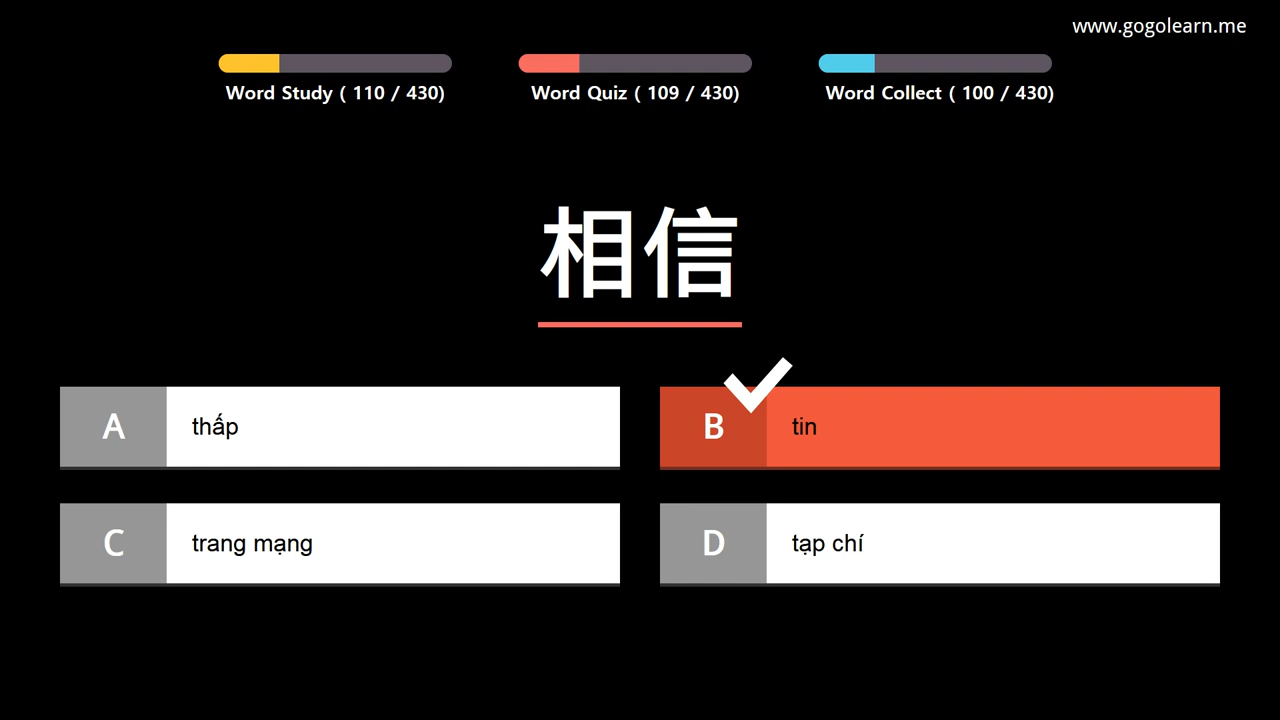 www.gogolearn.me
Word Study ( 110 / 430)
Word Quiz ( 109 / 430)
Word Collect ( 100 / 430)
相信
A thấp
B tin
C trang mạng
D tạp chí